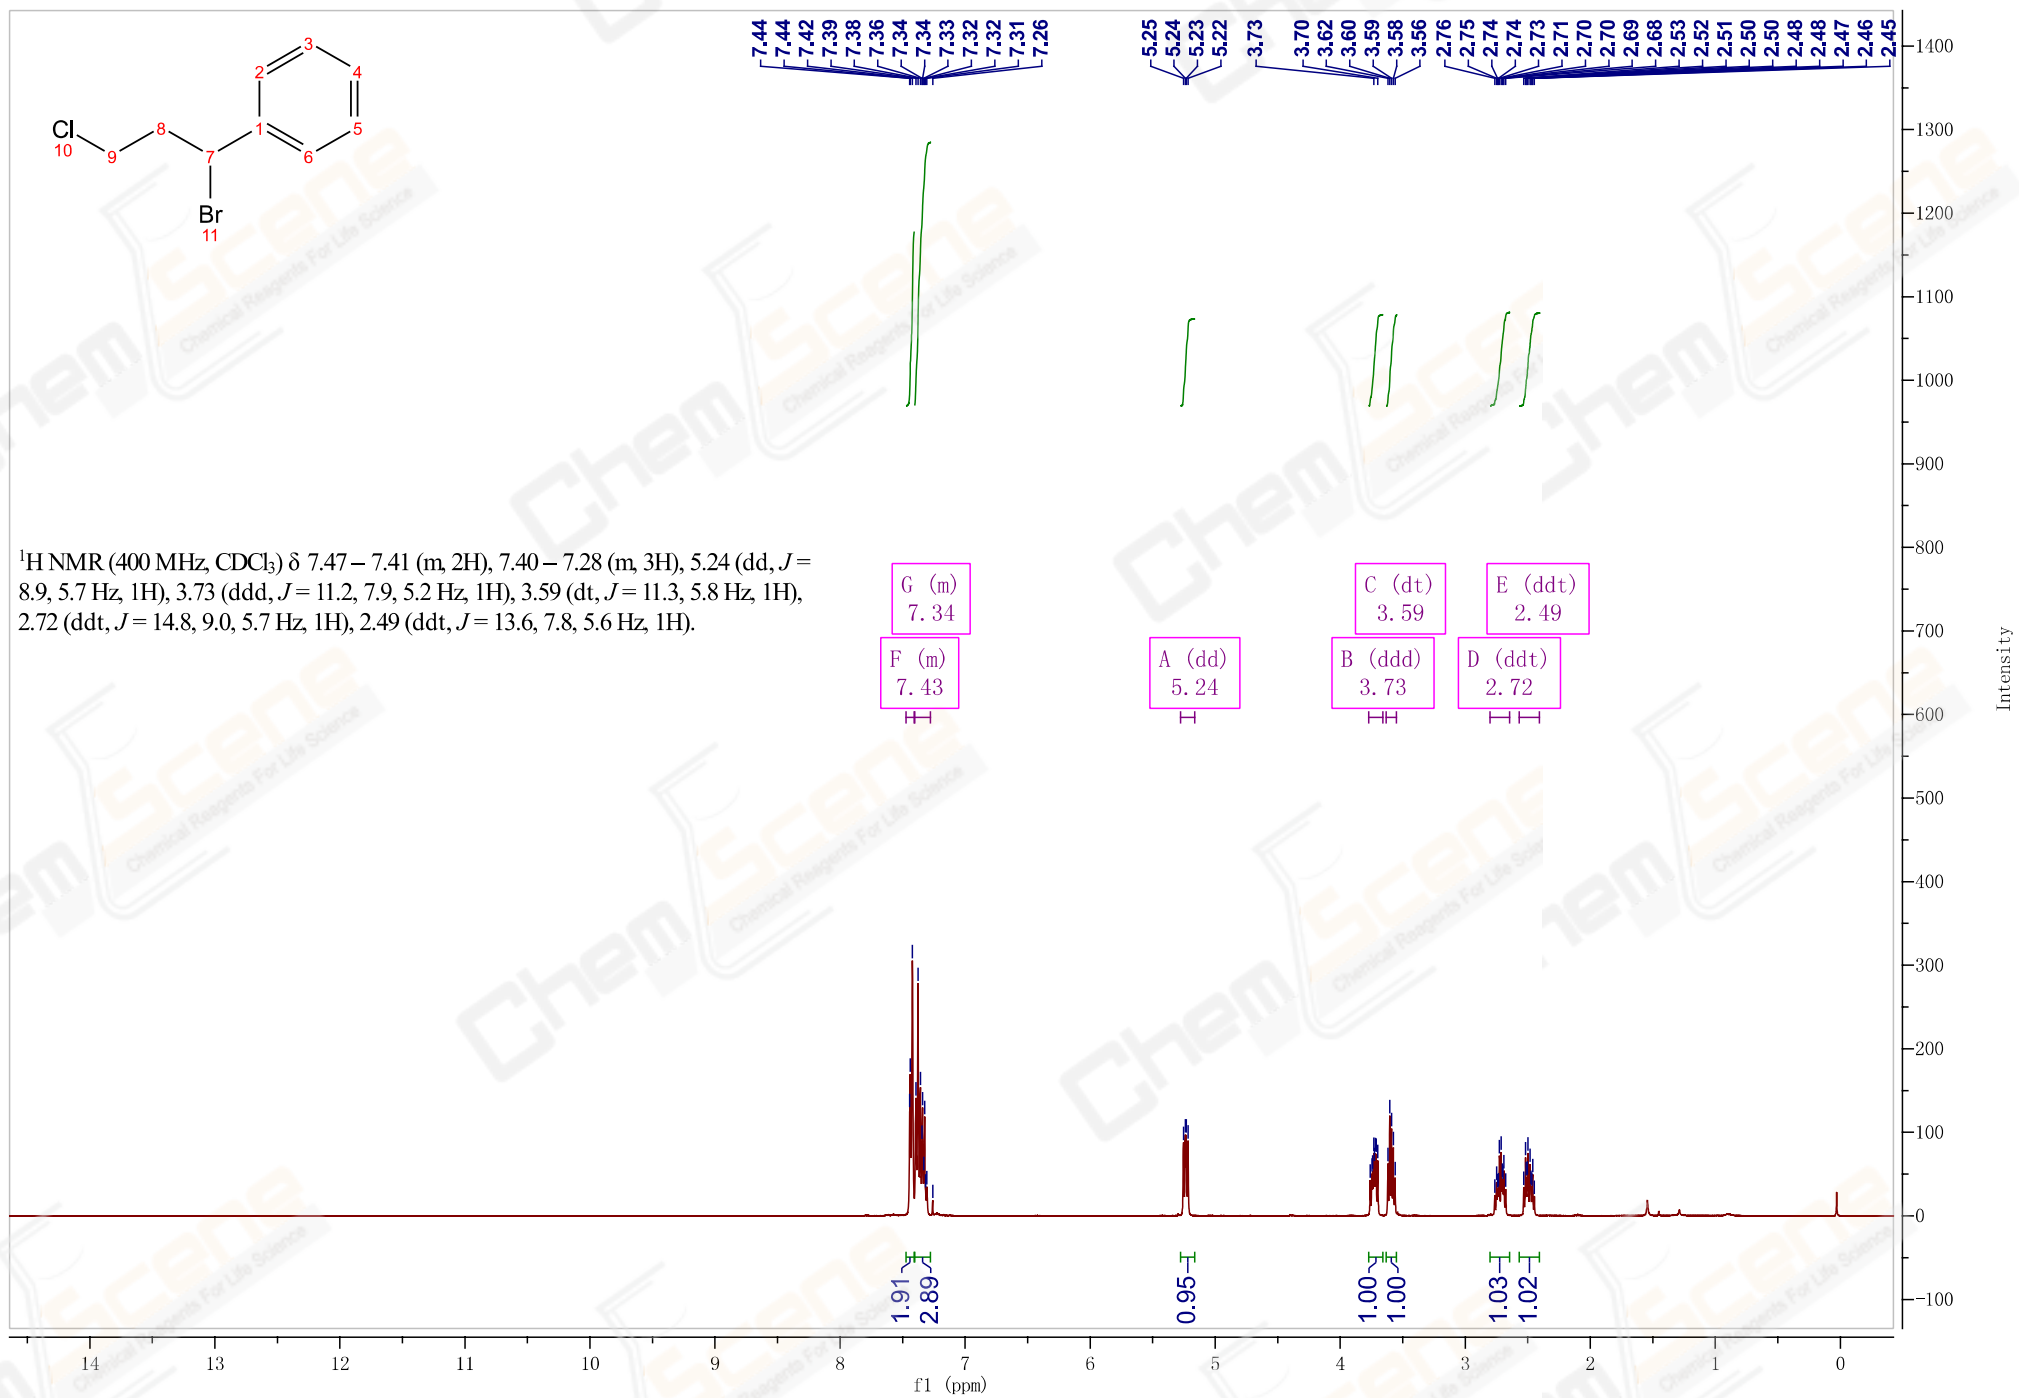 7.44 7.44 7.42 7.39 7.38 7.36 7.34 7.34 7.33 7.32 7.32 7.31 7.26 5.25 5.24 5.23 5.22 3.73 3.70 3.62 3.60 3.59 3.58 3.56 2.76 2.75 2.74 2.74 2.73 2.71 2.70 2.70 2.69 2.68 2.53 2.52 2.51 2.50 2.50 2.48 2.48 2.47 2.46 2.45
3
2 4
Cl 8 1 5
10 9 7 6
Br
11
¹H NMR (400 MHz, CDCl₃) δ 7.47 – 7.41 (m, 2H), 7.40 – 7.28 (m, 3H), 5.24 (dd, J =
8.9, 5.7 Hz, 1H), 3.73 (ddd, J = 11.2, 7.9, 5.2 Hz, 1H), 3.59 (dt, J = 11.3, 5.8 Hz, 1H),
2.72 (ddt, J = 14.8, 9.0, 5.7 Hz, 1H), 2.49 (ddt, J = 13.6, 7.8, 5.6 Hz, 1H).
G (m)
7.34
C (dt)
3.59
E (ddt)
2.49
F (m)
7.43
A (dd)
5.24
B (ddd)
3.73
D (ddt)
2.72
1400
1300
1200
1100
1000
900
800
700
600
500
400
300
200
100
0
-100
Intensity
1.91 2.89 0.95 1.00 1.00 1.03 1.02
14 13 12 11 10 9 8 7 6 5 4 3 2 1 0
f1 (ppm)
ChemScene
Chemical Reagents For Life Science